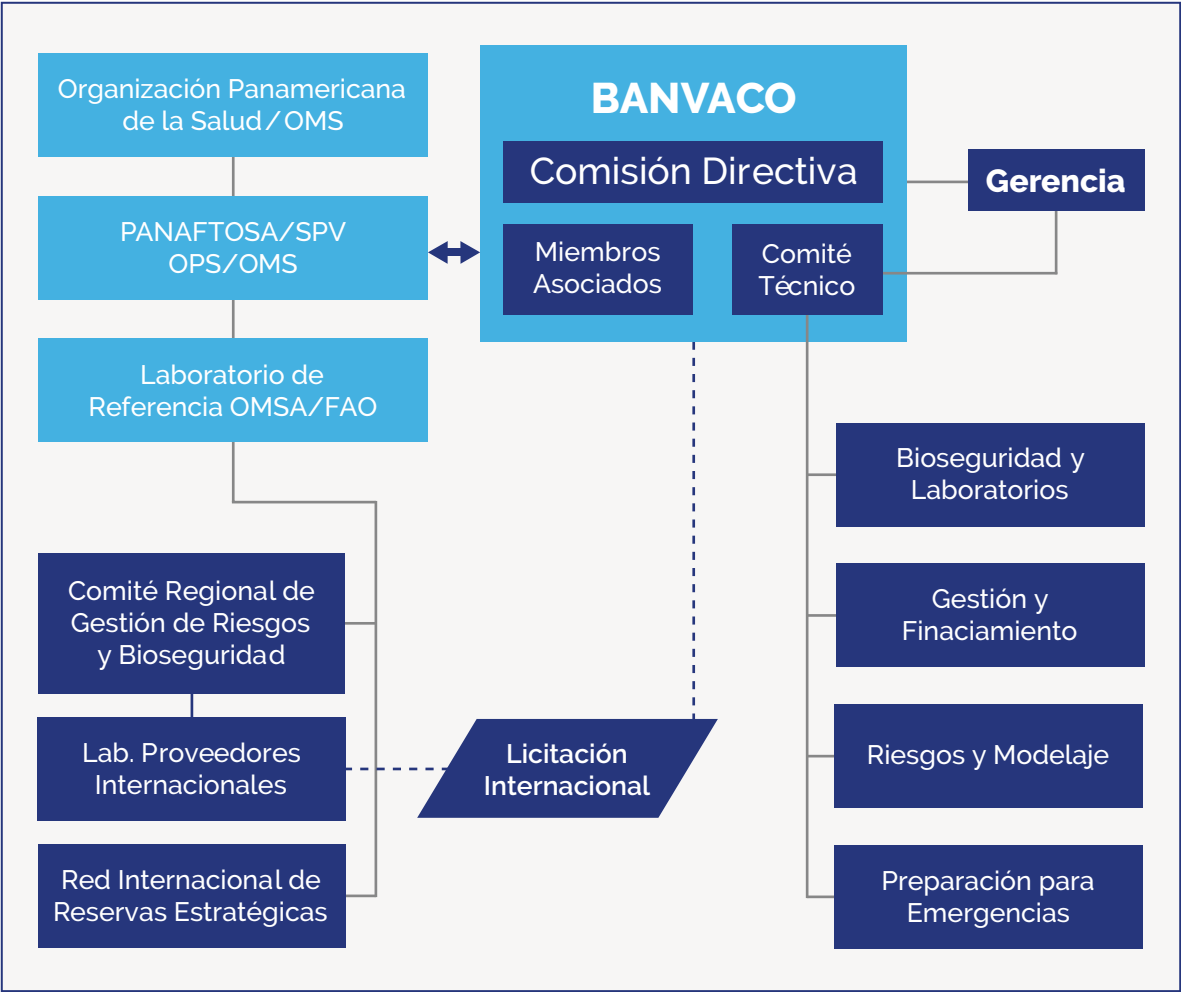 Organización Panamericana
de la Salud/OMS
PANAFTOSA/SPV
OPS/OMS
Laboratorio de
Referencia OMSA/FAO
BANVACO
Comisión Directiva
Miembros
Asociados
Comité
Técnico
Gerencia
Comité Regional de
Gestión de Riesgos
y Bioseguridad
Lab. Proveedores
Internacionales
Red Internacional de
Reservas Estratégicas
Licitación
Internacional
Bioseguridad y
Laboratorios
Gestión y
Finaciamiento
Riesgos y Modelaje
Preparación para
Emergencias